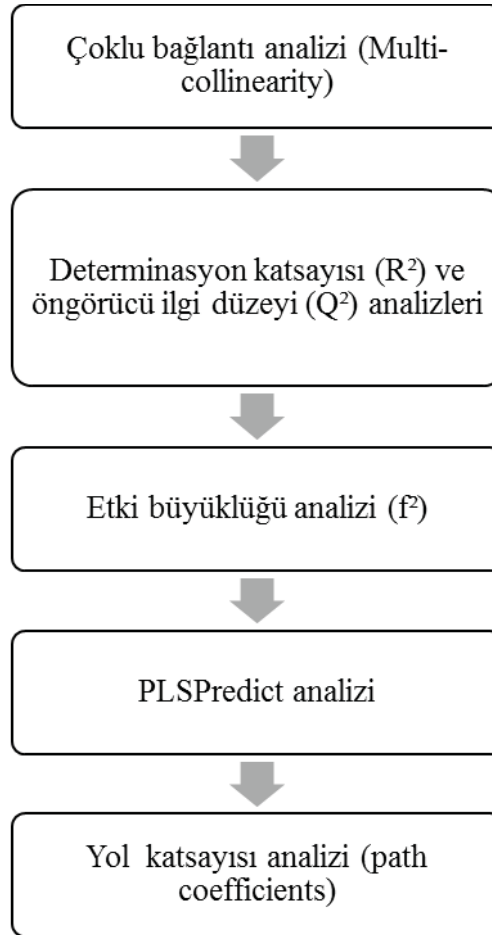 Çoklu bağlantı analizi (Multi-
collinearity)
Determinasyon katsayısı (R²) ve
öngörücü ilgi düzeyi (Q²) analizleri
Etki büyüklüğü analizi (f²)
PLSPredict analizi
Yol katsayısı analizi (path
coefficients)